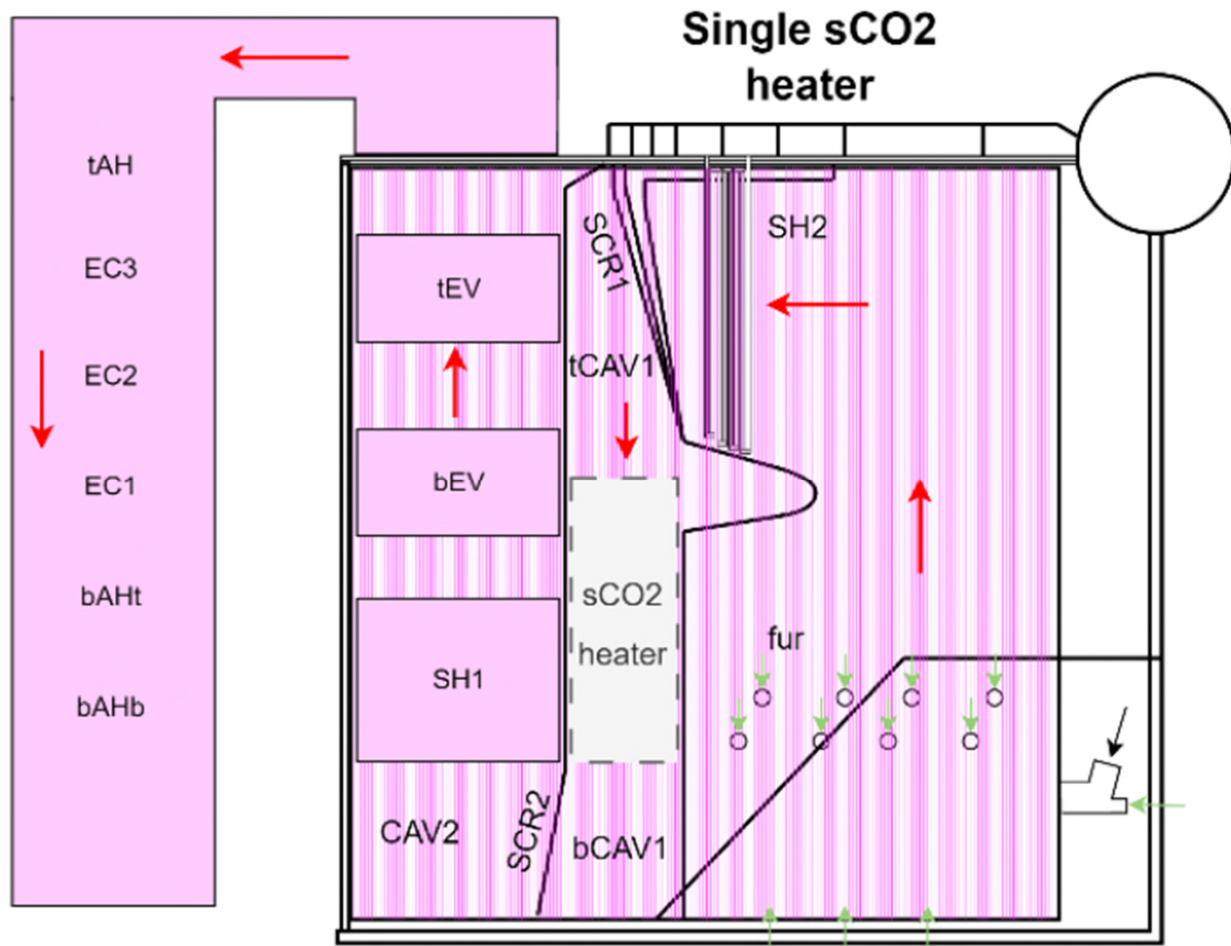 Single sCO2
heater
tAH
EC3
EC2
EC1
bAHt
bAHb
tEV
bEV
SH1
CAV2
SCR2
SCR1
tCAV1
sCO2
heater
bCAV1
SH2
fur